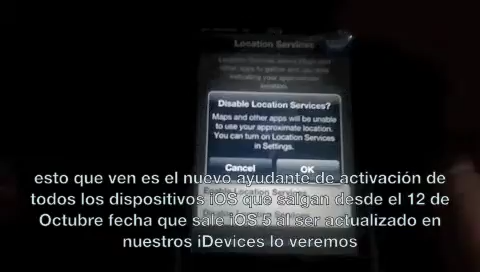 Location Services
Disable Location Services?
Maps and other apps will be unable
to use your approximate location.
You can turn on Location Services
in Settings.
Cancel
OK
esto que ven es el nuevo ayudante de activación de
todos los dispositivos iOS que salgan desde el 12 de
Octubre fecha que sale iOS 5 al ser actualizado en
nuestros iDevices lo veremos